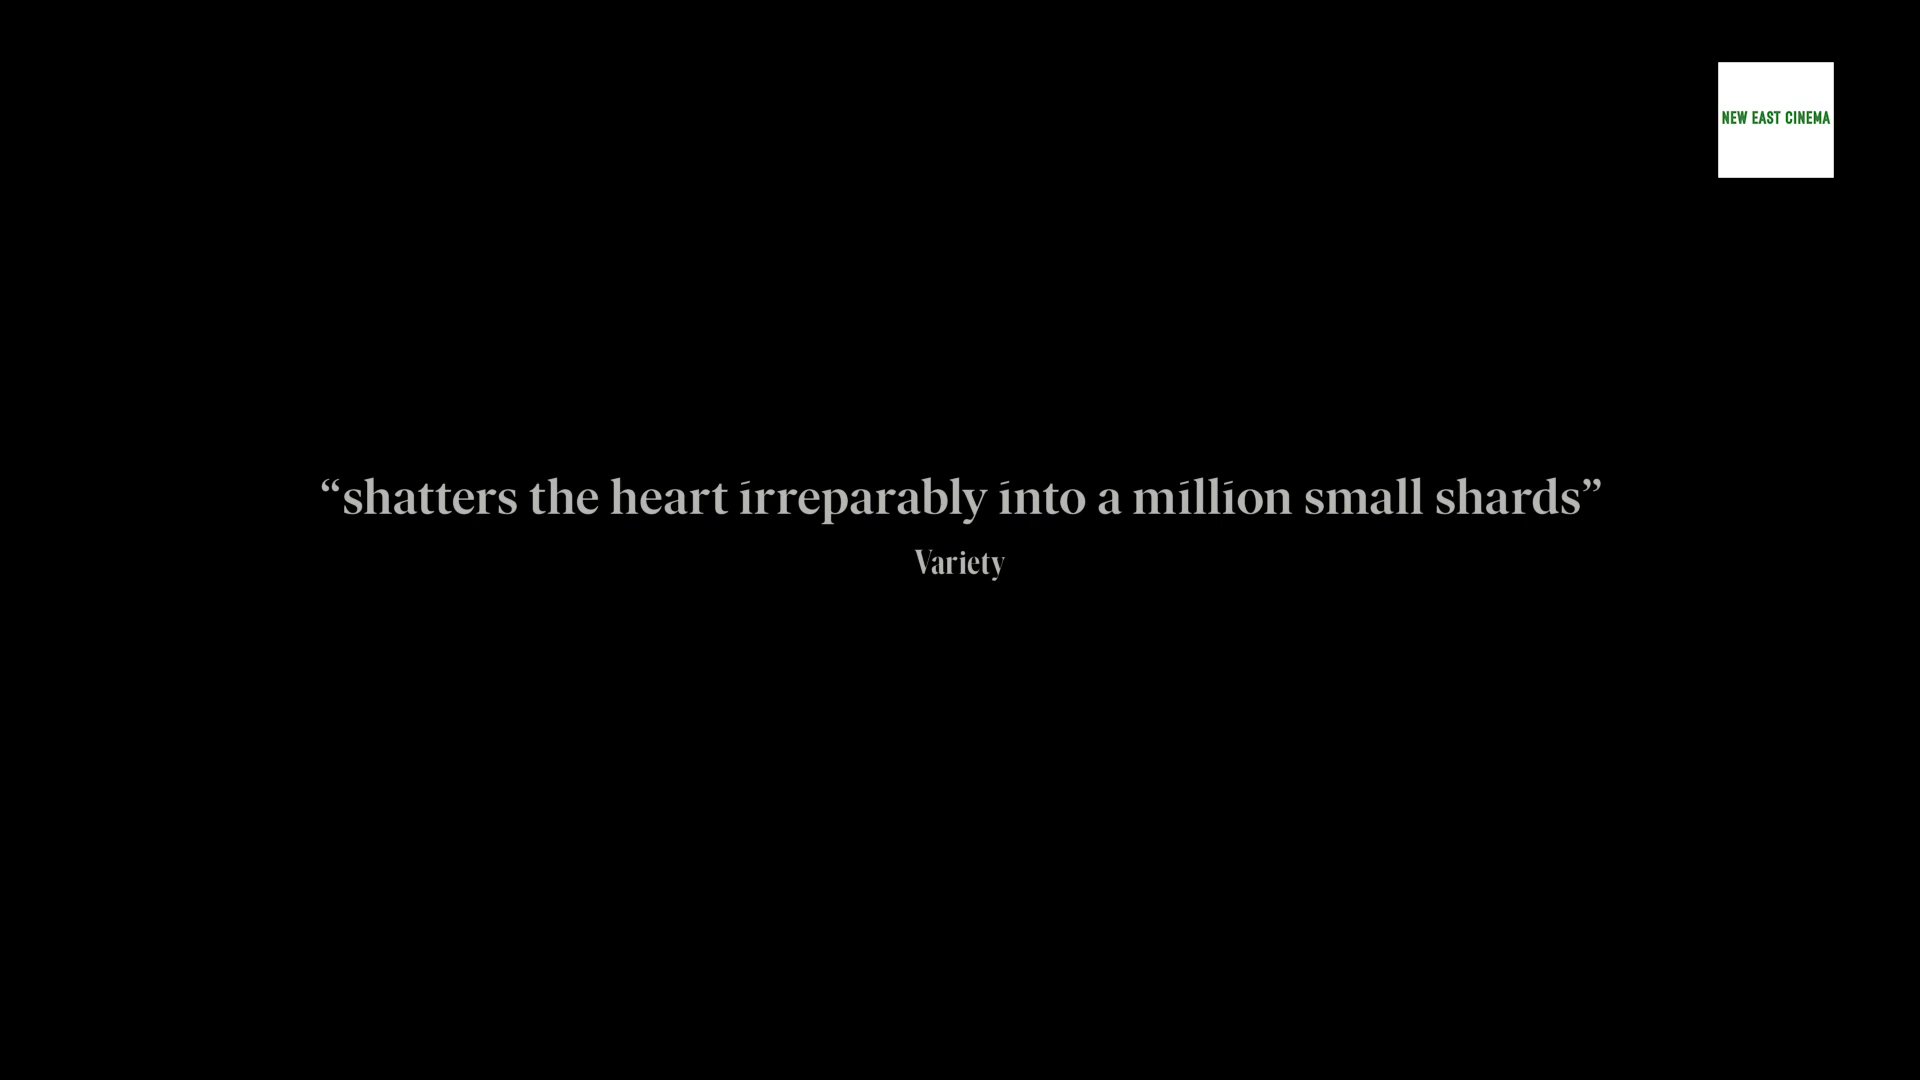 NEW EAST CINEMA
“shatters the heart irreparably into a million small shards”
Variety